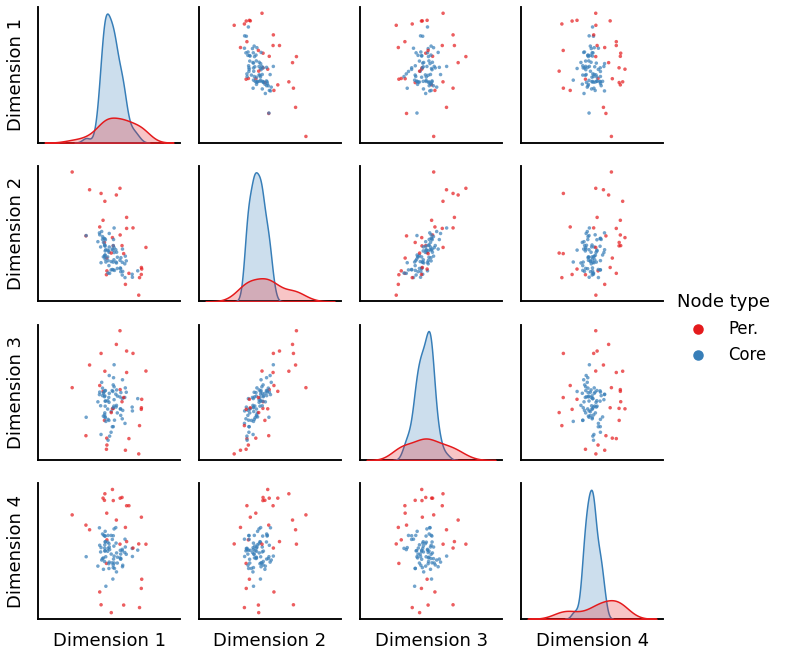 Dimension 1
Dimension 2
Node type
Per.
Core
Dimension 3
Dimension 4
Dimension 1
Dimension 2
Dimension 3
Dimension 4